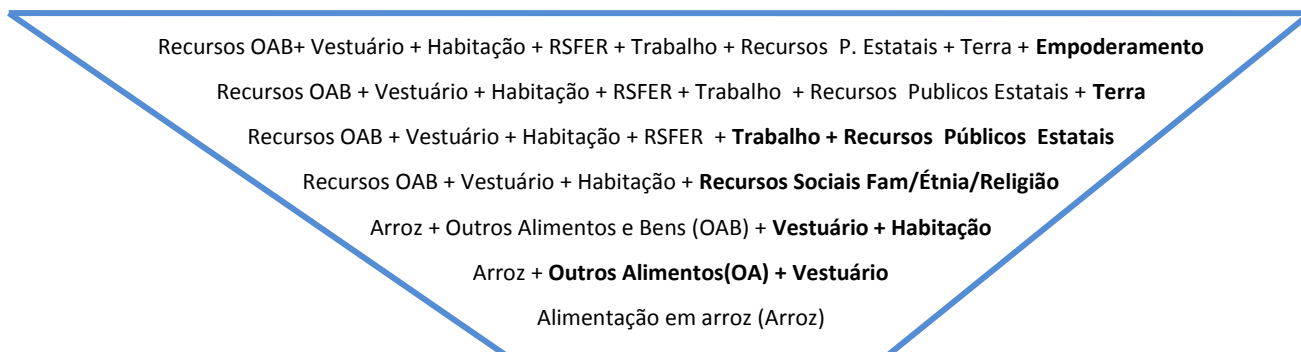 Recursos OAB+ Vestuário + Habitação + RSFER + Trabalho + Recursos P. Estatais + Terra + Empoderamento
Recursos OAB + Vestuário + Habitação + RSFER + Trabalho + Recursos Publicos Estatais + Terra
Recursos OAB + Vestuário + Habitação + RSFER + Trabalho + Recursos Públicos Estatais
Recursos OAB + Vestuário + Habitação + Recursos Sociais Fam/Étnia/Religião
Arroz + Outros Alimentos e Bens (OAB) + Vestuário + Habitação
Arroz + Outros Alimentos(OA) + Vestuário
Alimentação em arroz (Arroz)